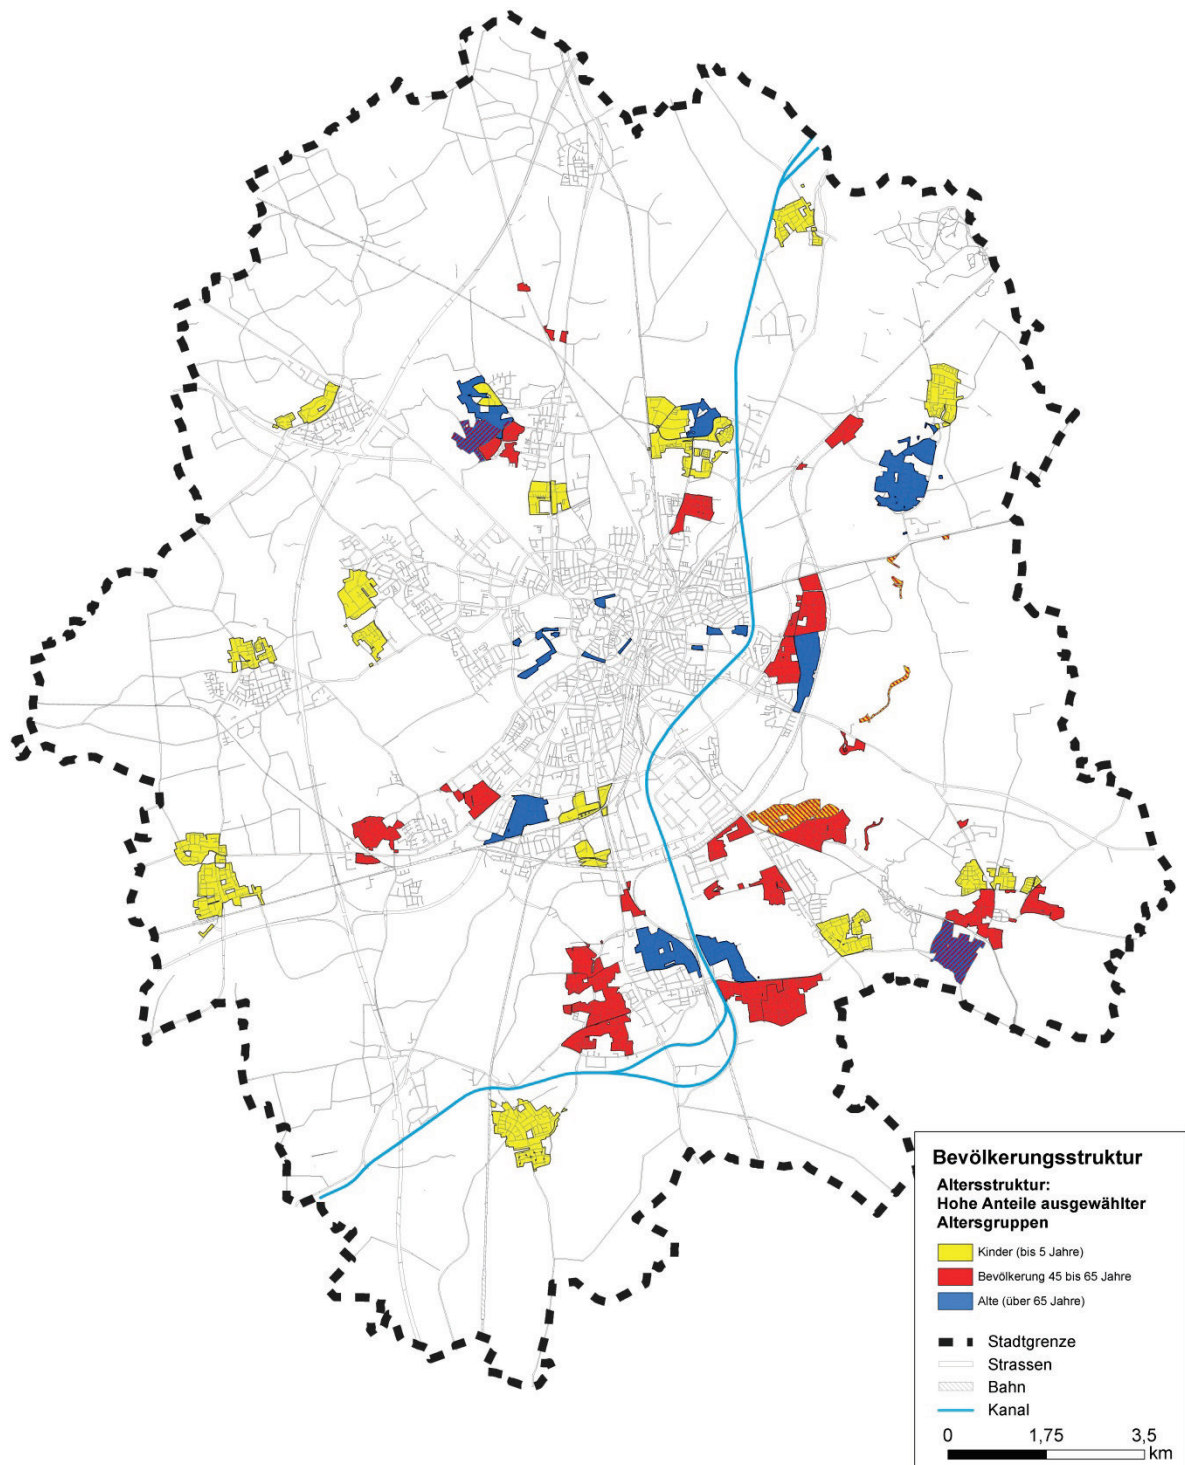 Bevölkerungsstruktur
Altersstruktur:
Hohe Anteile ausgewählter
Altersgruppen
Kinder (bis 5 Jahre)
Bevölkerung 45 bis 65 Jahre
Alte (über 65 Jahre)
Stadtgrenze
Strassen
Bahn
Kanal
0 1,75 3,5
km